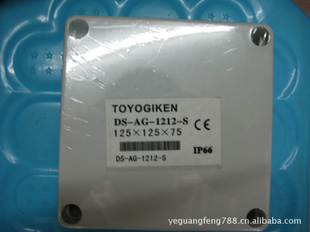 TOYOGIKEN
DS-AG-1212-S
125×125×75
CE
IP66
DS-AG-1212-S
yeguangfeng788.cn.alibaba.com